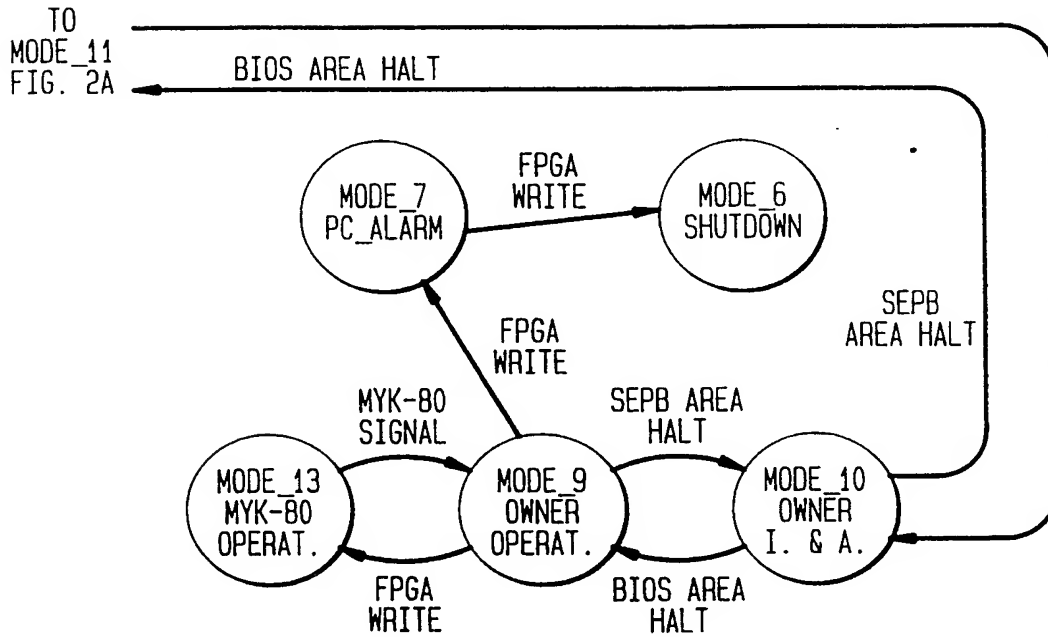 TO
MODE_11
FIG. 2A
BIOS AREA HALT
FPGA
WRITE
MODE_7
PC_ALARM
MODE_6
SHUTDOWN
SEPB
AREA HALT
FPGA
WRITE
MYK-80
SIGNAL
SEPB AREA
HALT
MODE_13
MYK-80
OPERAT.
MODE_9
OWNER
OPERAT.
MODE_10
OWNER
I. & A.
FPGA
WRITE
BIOS AREA
HALT